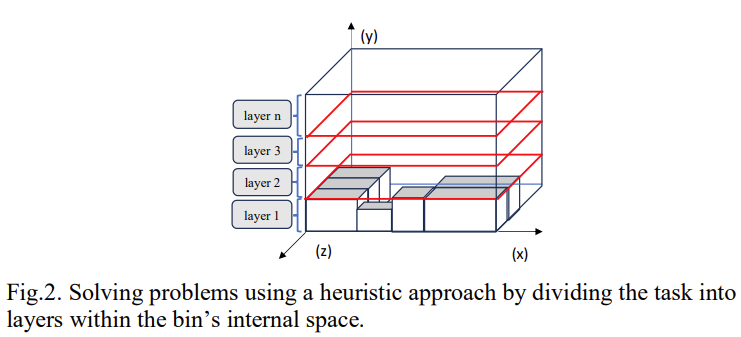 (y)
layer n
layer 3
layer 2
layer 1
(z)
(x)
Fig.2. Solving problems using a heuristic approach by dividing the task into
layers within the bin's internal space.